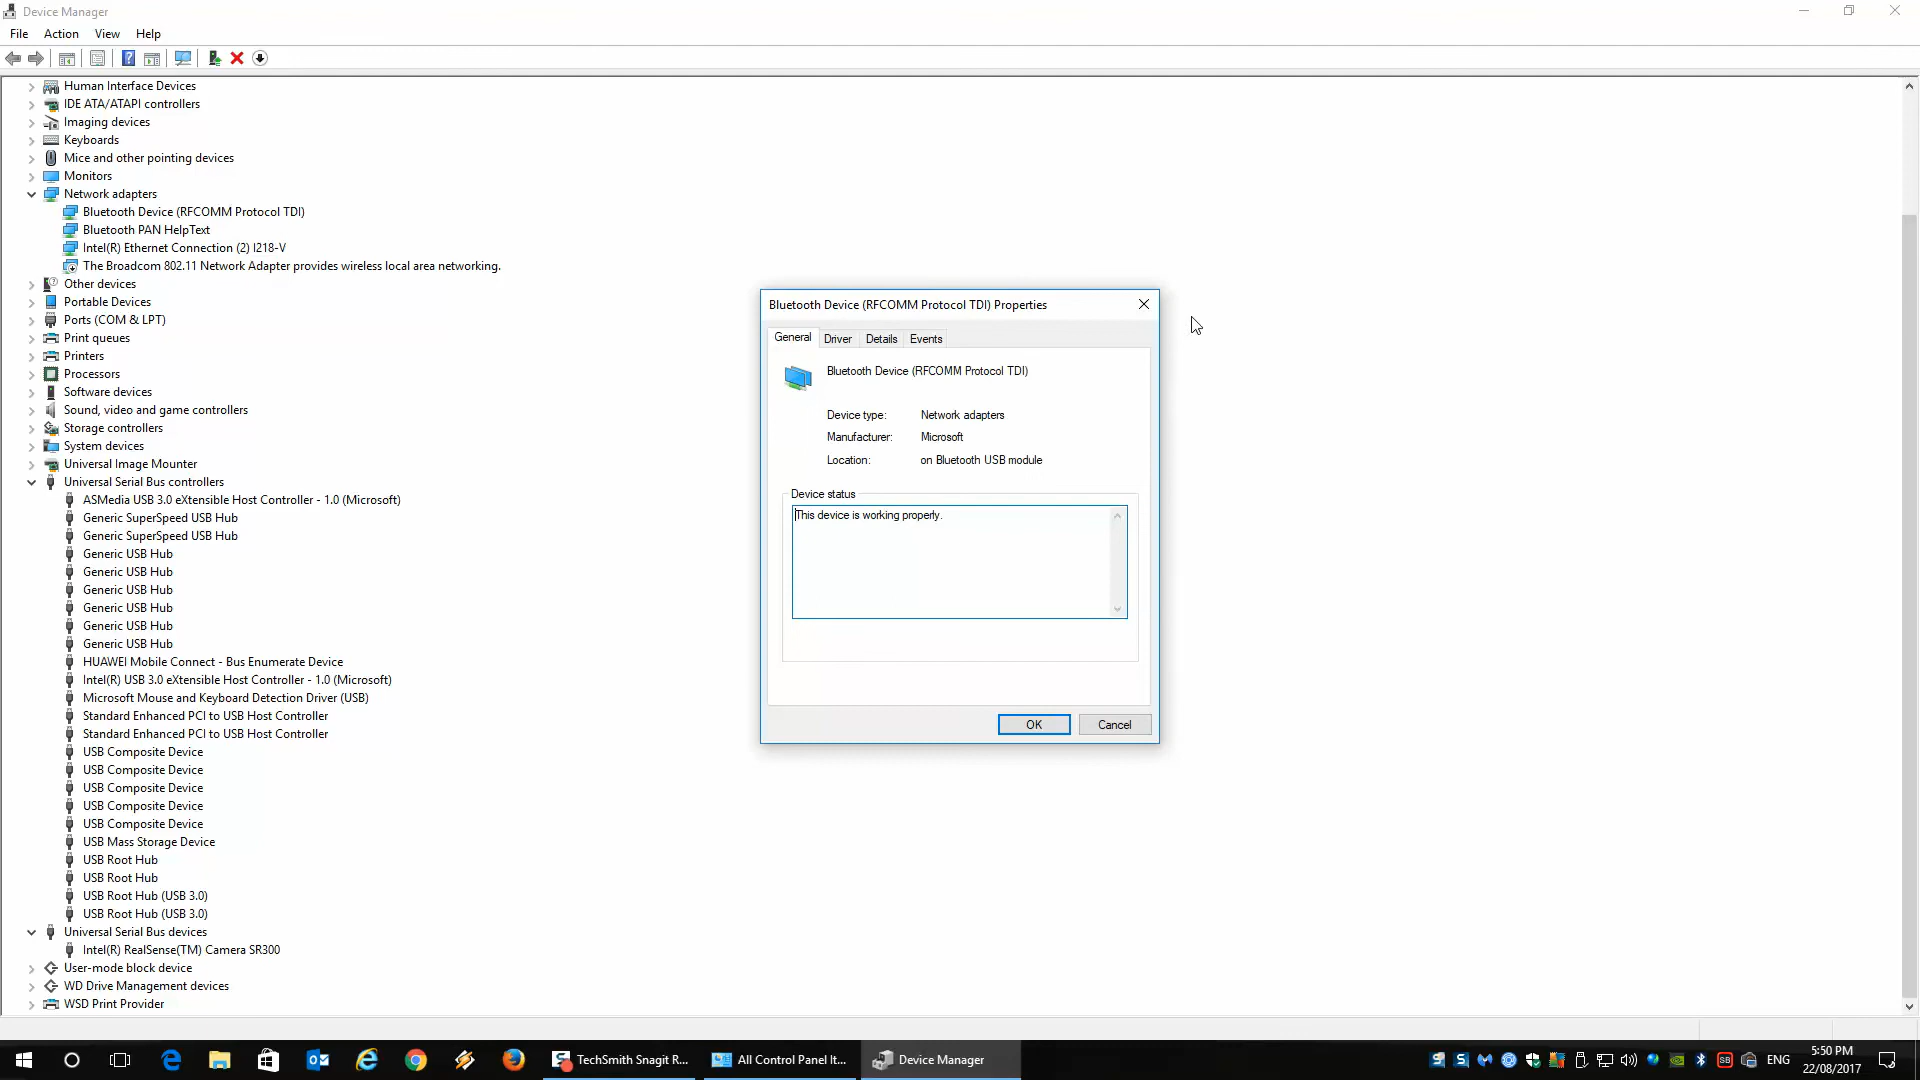 Device Manager
File Action View Help
Human Interface Devices
IDE ATA/ATAPI controllers
Imaging devices
Keyboards
Mice and other pointing devices
Monitors
Network adapters
Bluetooth Device (RFCOMM Protocol TDI)
Bluetooth PAN HelpText
Intel(R) Ethernet Connection (2) I218-V
The Broadcom 802.11 Network Adapter provides wireless local area networking.
Other devices
Portable Devices
Ports (COM & LPT)
Print queues
Printers
Processors
Software devices
Sound, video and game controllers
Storage controllers
System devices
Universal Image Mounter
Universal Serial Bus controllers
ASMedia USB 3.0 eXtensible Host Controller - 1.0 (Microsoft)
Generic SuperSpeed USB Hub
Generic SuperSpeed USB Hub
Generic USB Hub
Generic USB Hub
Generic USB Hub
Generic USB Hub
Generic USB Hub
Generic USB Hub
HUAWEI Mobile Connect - Bus Enumerate Device
Intel(R) USB 3.0 eXtensible Host Controller - 1.0 (Microsoft)
Microsoft Mouse and Keyboard Detection Driver (USB)
Standard Enhanced PCI to USB Host Controller
Standard Enhanced PCI to USB Host Controller
USB Composite Device
USB Composite Device
USB Composite Device
USB Composite Device
USB Composite Device
USB Mass Storage Device
USB Root Hub
USB Root Hub
USB Root Hub (USB 3.0)
USB Root Hub (USB 3.0)
Universal Serial Bus devices
Intel(R) RealSense(TM) Camera SR300
User-mode block device
WD Drive Management devices
WSD Print Provider
Bluetooth Device (RFCOMM Protocol TDI) Properties
General Driver Details Events
Bluetooth Device (RFCOMM Protocol TDI)
Device type: Network adapters
Manufacturer: Microsoft
Location: on Bluetooth USB module
Device status
This device is working properly.
OK Cancel
TechSmith Snagit R... All Control Panel It... Device Manager
ENG
5:50 PM
22/08/2017